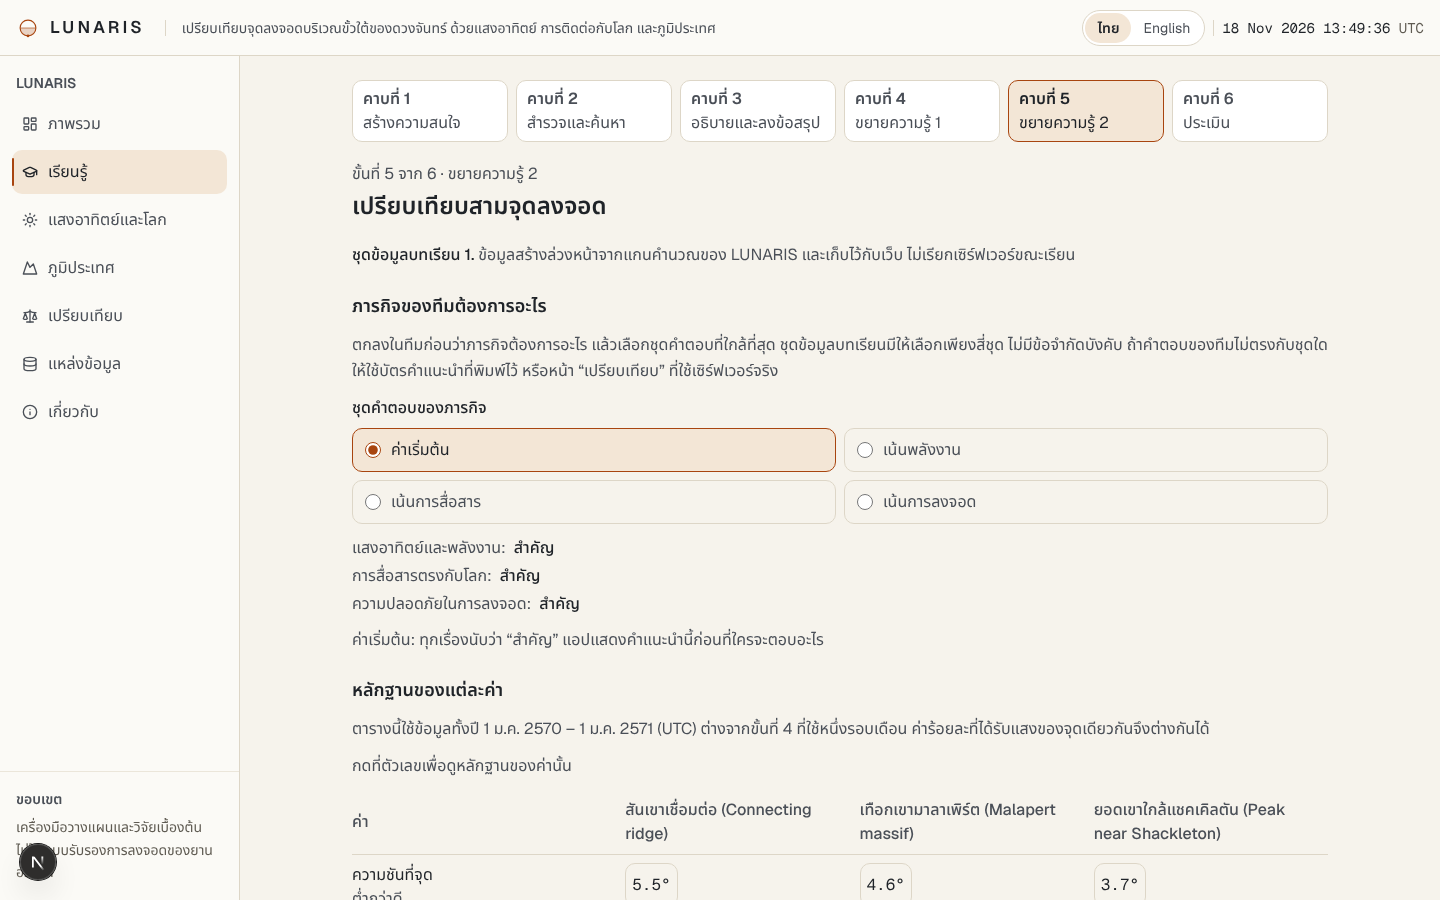 LUNARIS
เปรียบเทียบจุดลงจอดบริเวณขั้วใต้ของดวงจันทร์ ด้วยแสงอาทิตย์ การติดต่อกับโลก และภูมิประเทศ
ไทย English
18 Nov 2026 13:49:36 UTC
LUNARIS
ภาพรวม
เรียนรู้
แสงอาทิตย์และโลก
ภูมิประเทศ
เปรียบเทียบ
แหล่งข้อมูล
เกี่ยวกับ
ขอบเขต
เครื่องมือวางแผนและวิจัยเบื้องต้น
บบรับรองการลงจอดของยาน
N
คาบที่ 1
สร้างความสนใจ
คาบที่ 2
สำรวจและค้นหา
คาบที่ 3
อธิบายและลงข้อสรุป
คาบที่ 4
ขยายความรู้ 1
คาบที่ 5
ขยายความรู้ 2
คาบที่ 6
ประเมิน
ขั้นที่ 5 จาก 6 · ขยายความรู้ 2
เปรียบเทียบสามจุดลงจอด
ชุดข้อมูลบทเรียน 1. ข้อมูลสร้างล่วงหน้าจากแกนคำนวณของ LUNARIS และเก็บไว้กับเว็บ ไม่เรียกเซิร์ฟเวอร์ขณะเรียน
ภารกิจของทีมต้องการอะไร
ตกลงในทีมก่อนว่าภารกิจต้องการอะไร แล้วเลือกชุดคำตอบที่ใกล้ที่สุด ชุดข้อมูลบทเรียนมีให้เลือกเพียงสี่ชุด ไม่มีข้อจำกัดบังคับ ถ้าคำตอบของทีมไม่ตรงกับชุดใด
ให้ใช้บัตรคำแนะนำที่พิมพ์ไว้ หรือหน้า “เปรียบเทียบ” ที่ใช้เซิร์ฟเวอร์จริง
ชุดคำตอบของภารกิจ
ค่าเริ่มต้น
เน้นพลังงาน
เน้นการสื่อสาร
เน้นการลงจอด
แสงอาทิตย์และพลังงาน: สำคัญ
การสื่อสารตรงกับโลก: สำคัญ
ความปลอดภัยในการลงจอด: สำคัญ
ค่าเริ่มต้น: ทุกเรื่องนับว่า “สำคัญ” แอปแสดงคำแนะนำนี้ก่อนที่ใครจะตอบอะไร
หลักฐานของแต่ละค่า
ตารางนี้ใช้ข้อมูลทั้งปี 1 ม.ค. 2570 – 1 ม.ค. 2571 (UTC) ต่างจากขั้นที่ 4 ที่ใช้หนึ่งรอบเดือน ค่าร้อยละที่ได้รับแสงของจุดเดียวกันจึงต่างกันได้
กดที่ตัวเลขเพื่อดูหลักฐานของค่านั้น
ค่า
สันเขาเชื่อมต่อ (Connecting
ridge)
เทือกเขามาลาเพิร์ต (Malapert
massif)
ยอดเขาใกล้แชคเคิลตัน (Peak
near Shackleton)
ความชันที่จุด
ต่ำกว่าดี
5.5°
4.6°
3.7°